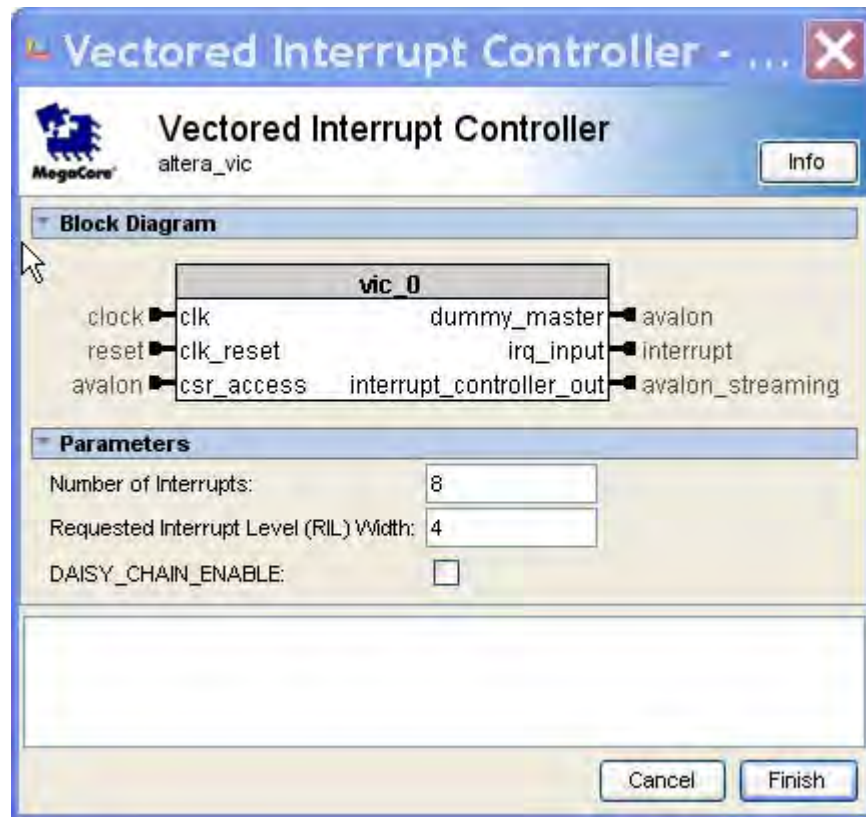 Vectored Interrupt Controller - ...
MegaCore'
Vectored Interrupt Controller
altera_vic
Info
Block Diagram
vic_0
clock clk dummy_master avalon
reset clk_reset irq_input interrupt
avalon csr_access interrupt_controller_out avalon_streaming
Parameters
Number of Interrupts: 8
Requested Interrupt Level (RIL) Width: 4
DAISY_CHAIN_ENABLE:
Cancel Finish